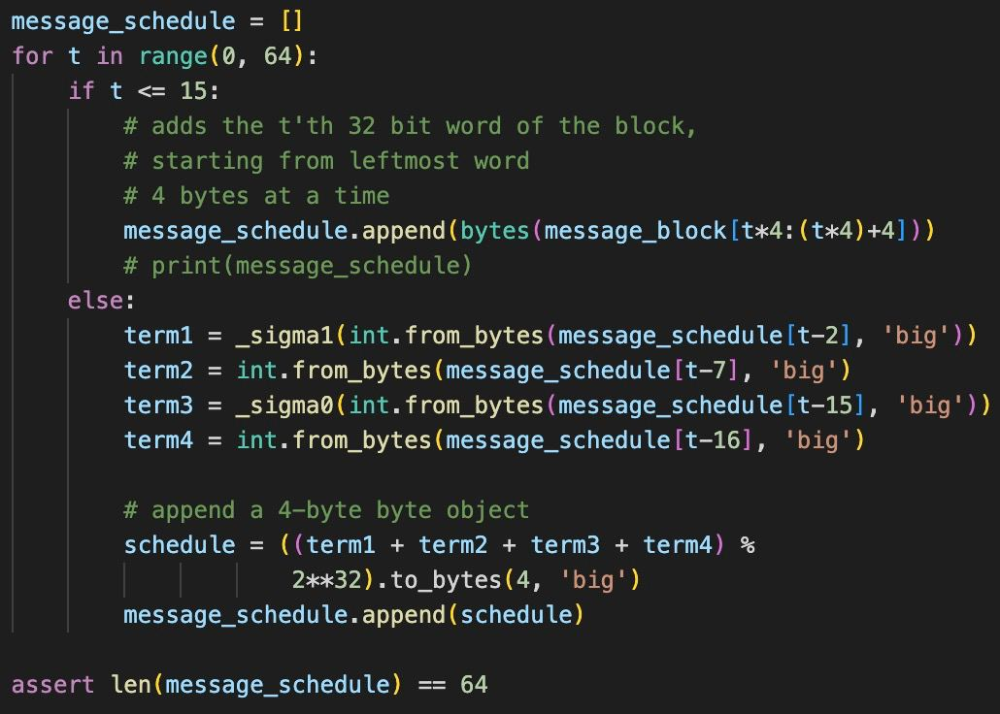 message_schedule = []
for t in range(0, 64):
    if t <= 15:
        # adds the t'th 32 bit word of the block,
        # starting from leftmost word
        # 4 bytes at a time
        message_schedule.append(bytes(message_block[t*4:(t*4)+4]))
        # print(message_schedule)
    else:
        term1 = _sigma1(int.from_bytes(message_schedule[t-2], 'big'))
        term2 = int.from_bytes(message_schedule[t-7], 'big')
        term3 = _sigma0(int.from_bytes(message_schedule[t-15], 'big'))
        term4 = int.from_bytes(message_schedule[t-16], 'big')

        # append a 4-byte byte object
        schedule = ((term1 + term2 + term3 + term4) %
                    2**32).to_bytes(4, 'big')
        message_schedule.append(schedule)

assert len(message_schedule) == 64